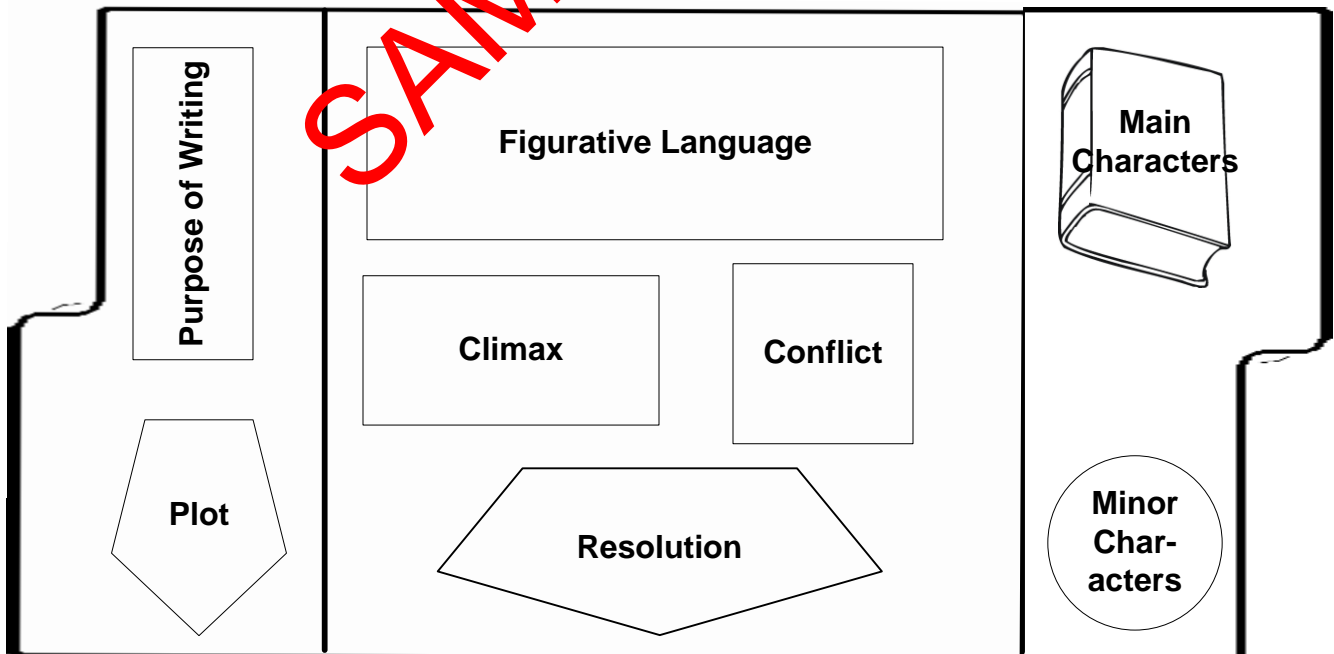 Purpose of Writing
Plot
SAM
Figurative Language
Climax
Conflict
Resolution
Main
Characters
Minor
Char-
acters